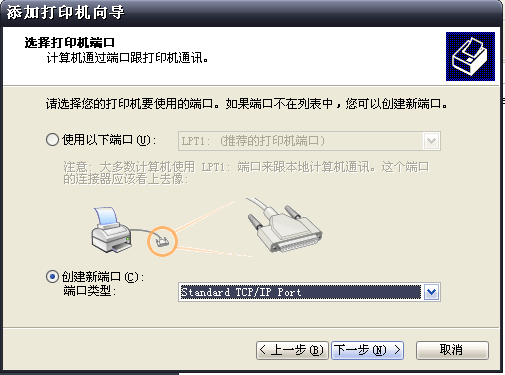 添加打印机向导
选择打印机端口
计算机通过端口跟打印机通讯。
请选择您的打印机要使用的端口。如果端口不在列表中，您可以创建新端口。
使用以下端口(U): LPT1: (推荐的打印机端口)
注意: 大多数计算机使用 LPT1: 端口来跟本地计算机通讯。这个端口
的连接器应该看上去像:
创建新端口(C):
端口类型: Standard TCP/IP Port
< 上一步(B) 下一步(N) > 取消